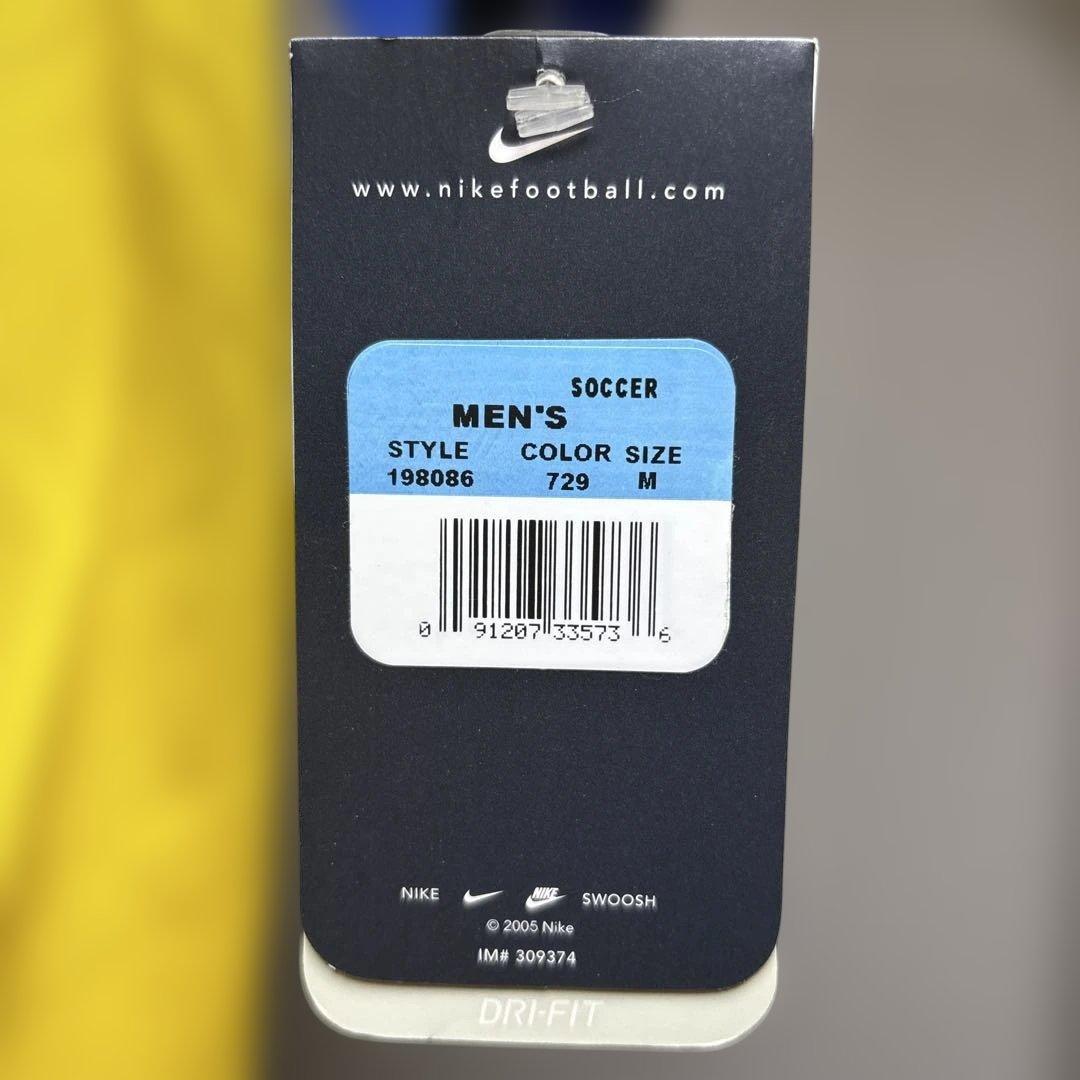 www.nikefootball.com
SOCCER
MEN'S
STYLE COLOR SIZE
198086 729 M
0 91207 33573 6
NIKE NIKE SWOOSH
© 2005 Nike
IM# 309374
DRI-FIT